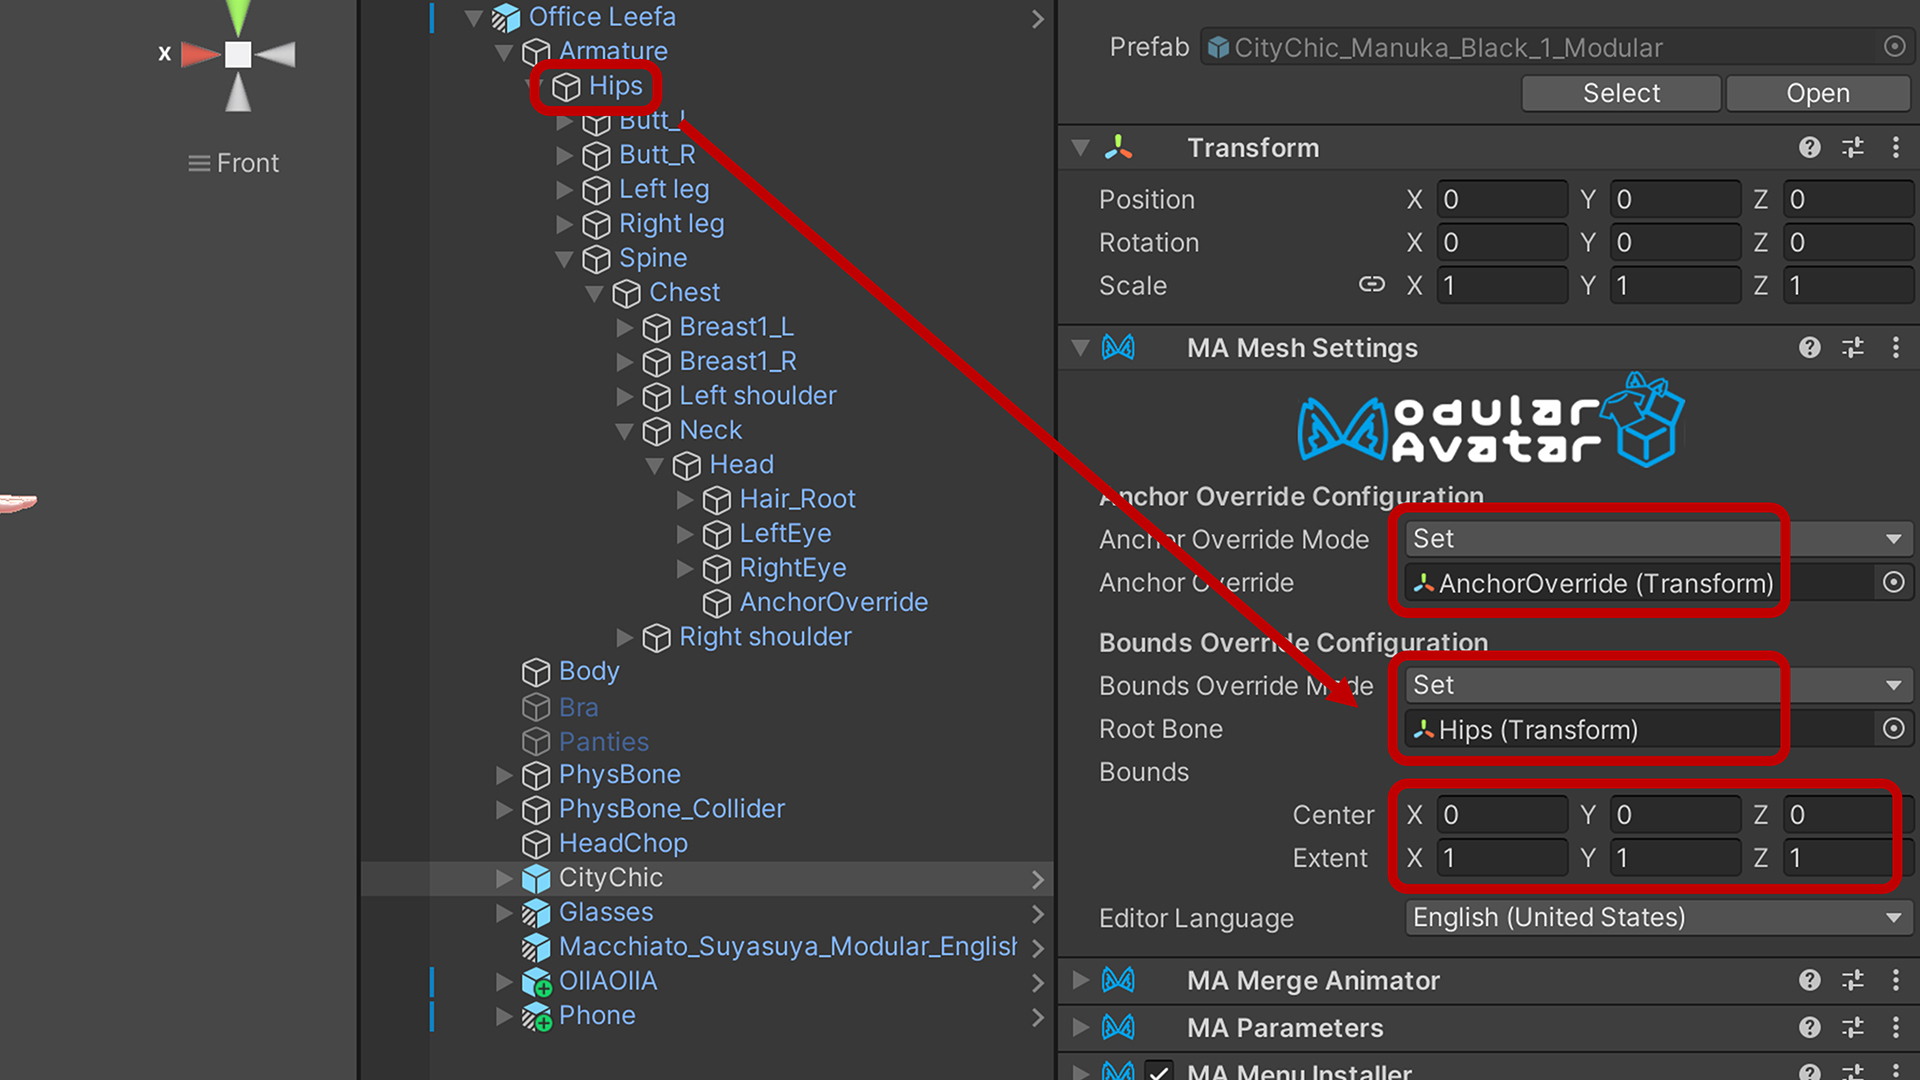 x
Front
Office Leefa
Armature
Hips
Butt_L
Butt_R
Left leg
Right leg
Spine
Chest
Breast1_L
Breast1_R
Left shoulder
Neck
Head
Hair_Root
LeftEye
RightEye
AnchorOverride
Right shoulder
Body
Bra
Panties
PhysBone
PhysBone_Collider
HeadChop
CityChic
Glasses
Macchiato_Suyasuya_Modular_English
OIIAOIIA
Phone
Prefab CityChic_Manuka_Black_1_Modular
Select Open
Transform
Position X 0 Y 0 Z 0
Rotation X 0 Y 0 Z 0
Scale X 1 Y 1 Z 1
MA Mesh Settings
Modular
Avatar
Anchor Override Configuration
Anchor Override Mode Set
Anchor Override AnchorOverride (Transform)
Bounds Override Configuration
Bounds Override Mode Set
Root Bone Hips (Transform)
Bounds
Center X 0 Y 0 Z 0
Extent X 1 Y 1 Z 1
Editor Language English (United States)
MA Merge Animator
MA Parameters
MA Menu Installer